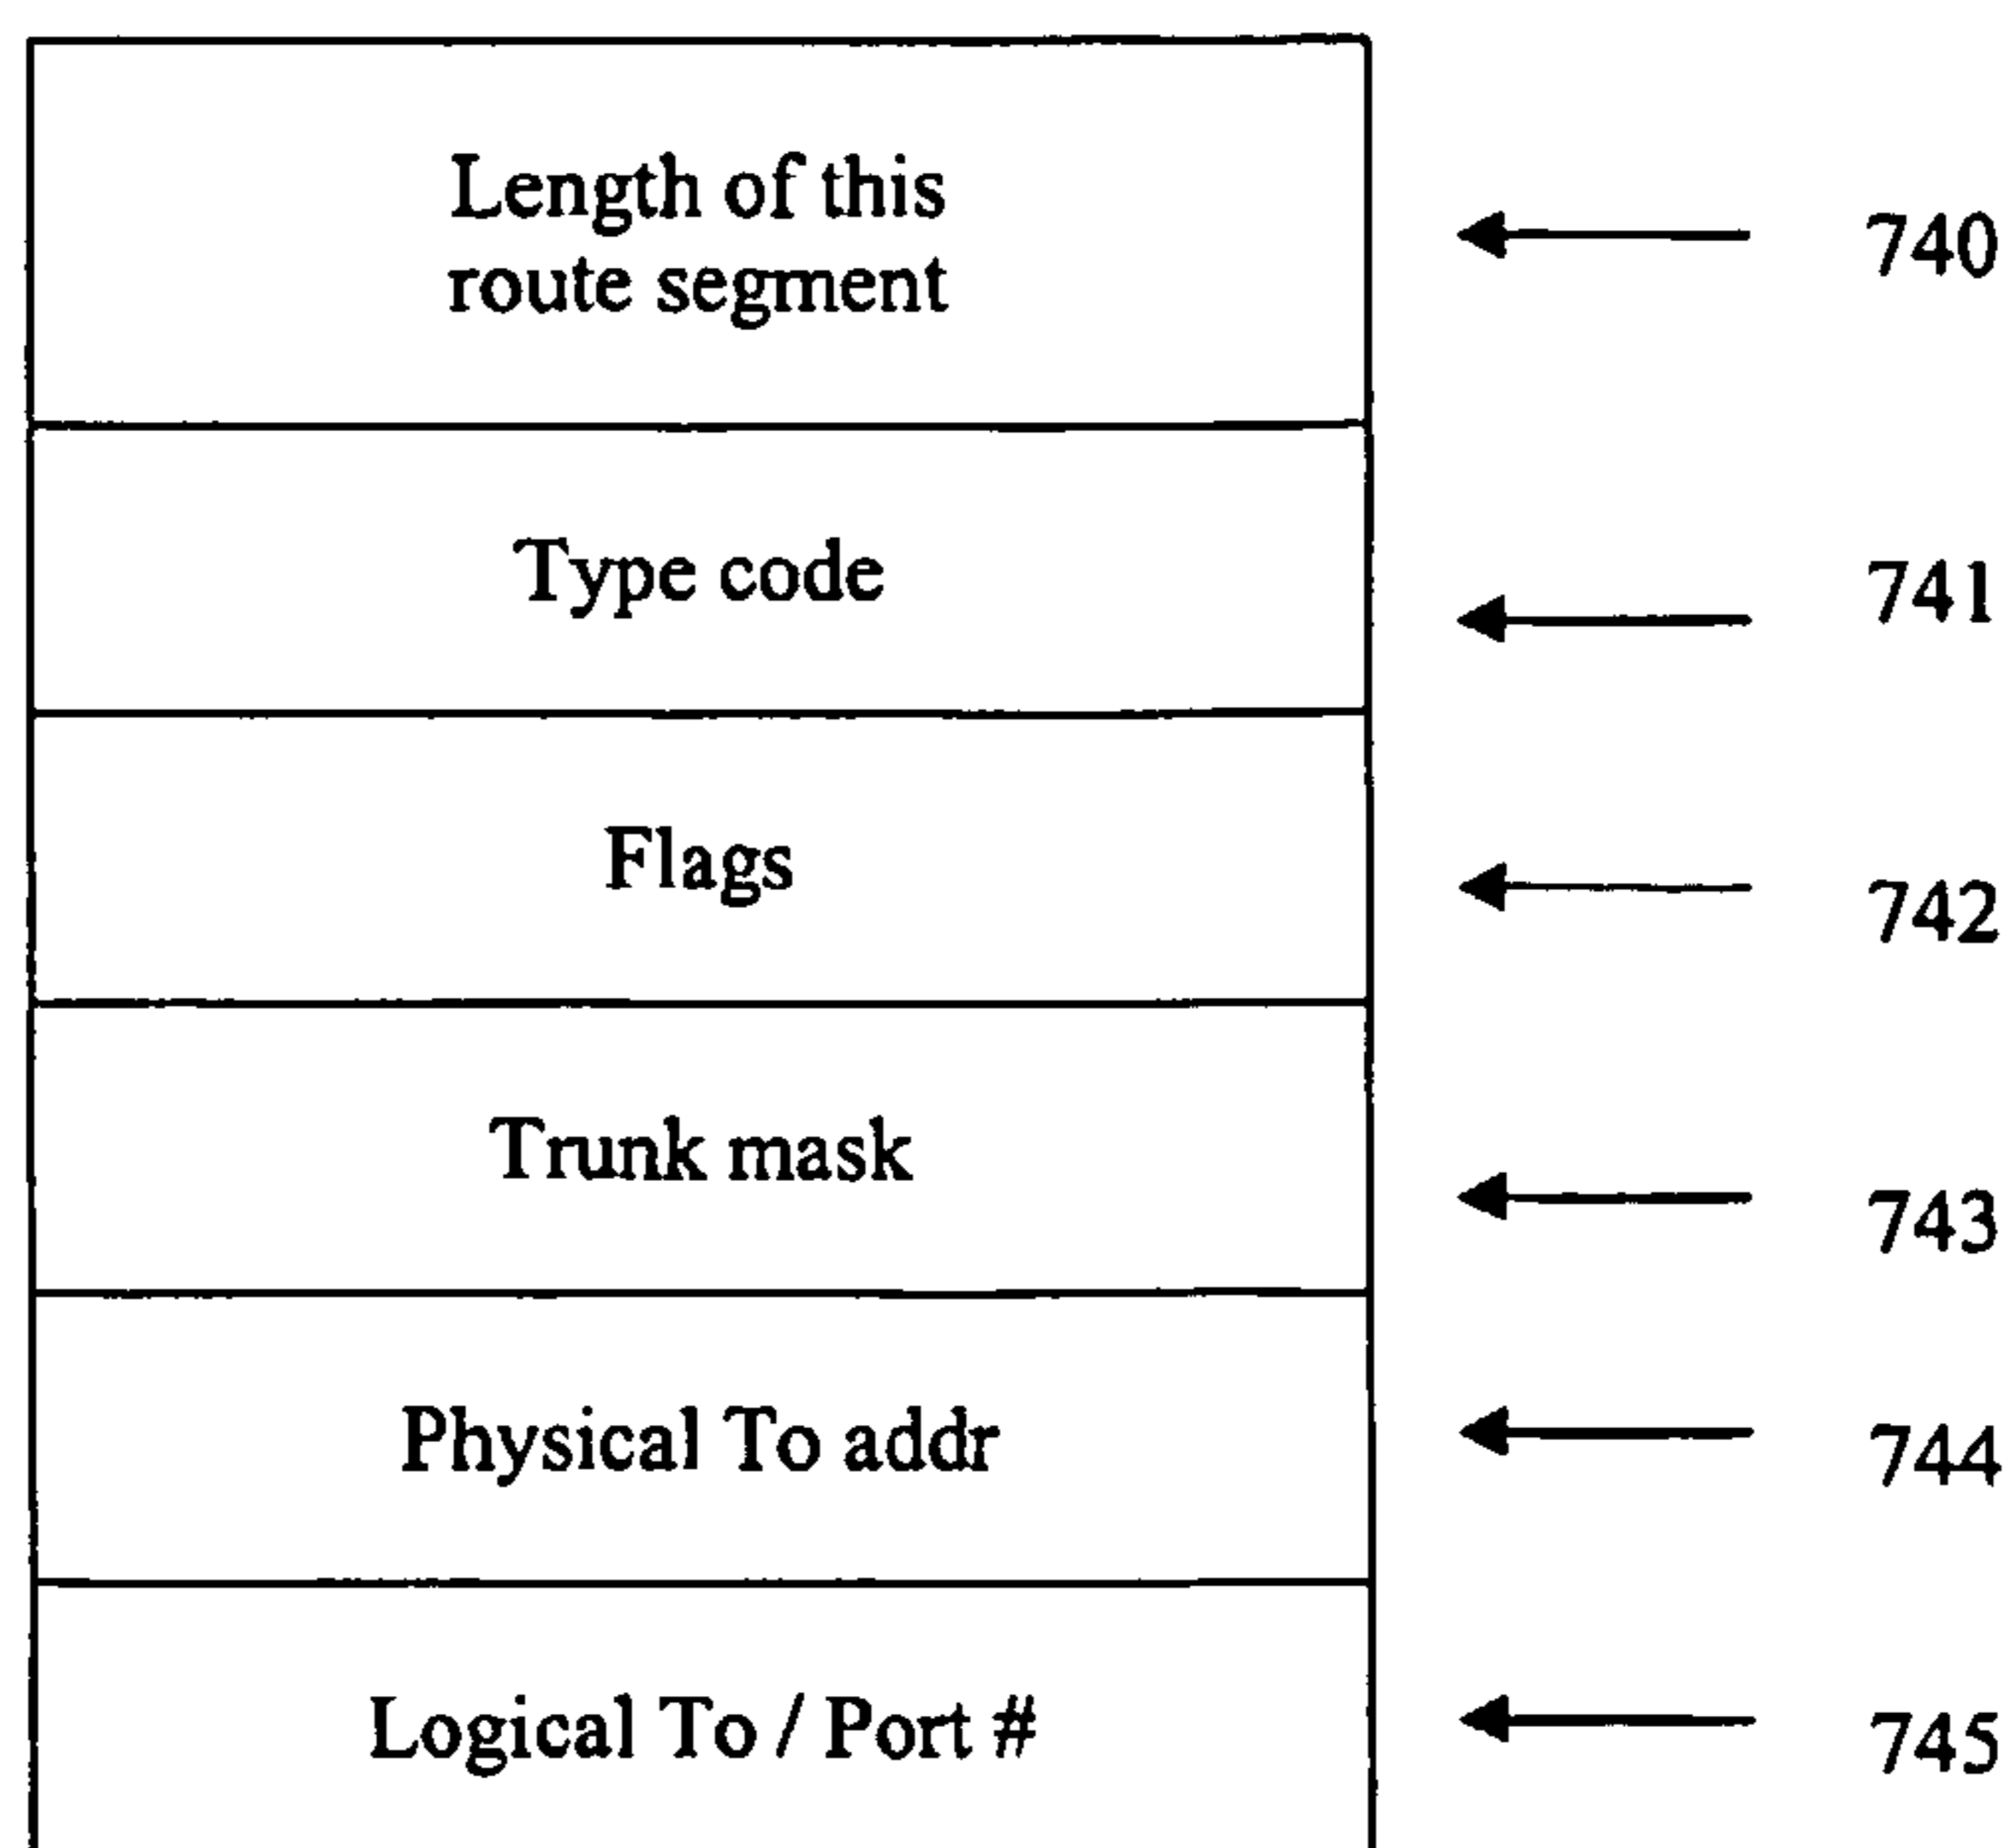 Length of this
route segment
740
Type code
741
Flags
742
Trunk mask
743
Physical To addr
744
Logical To / Port #
745